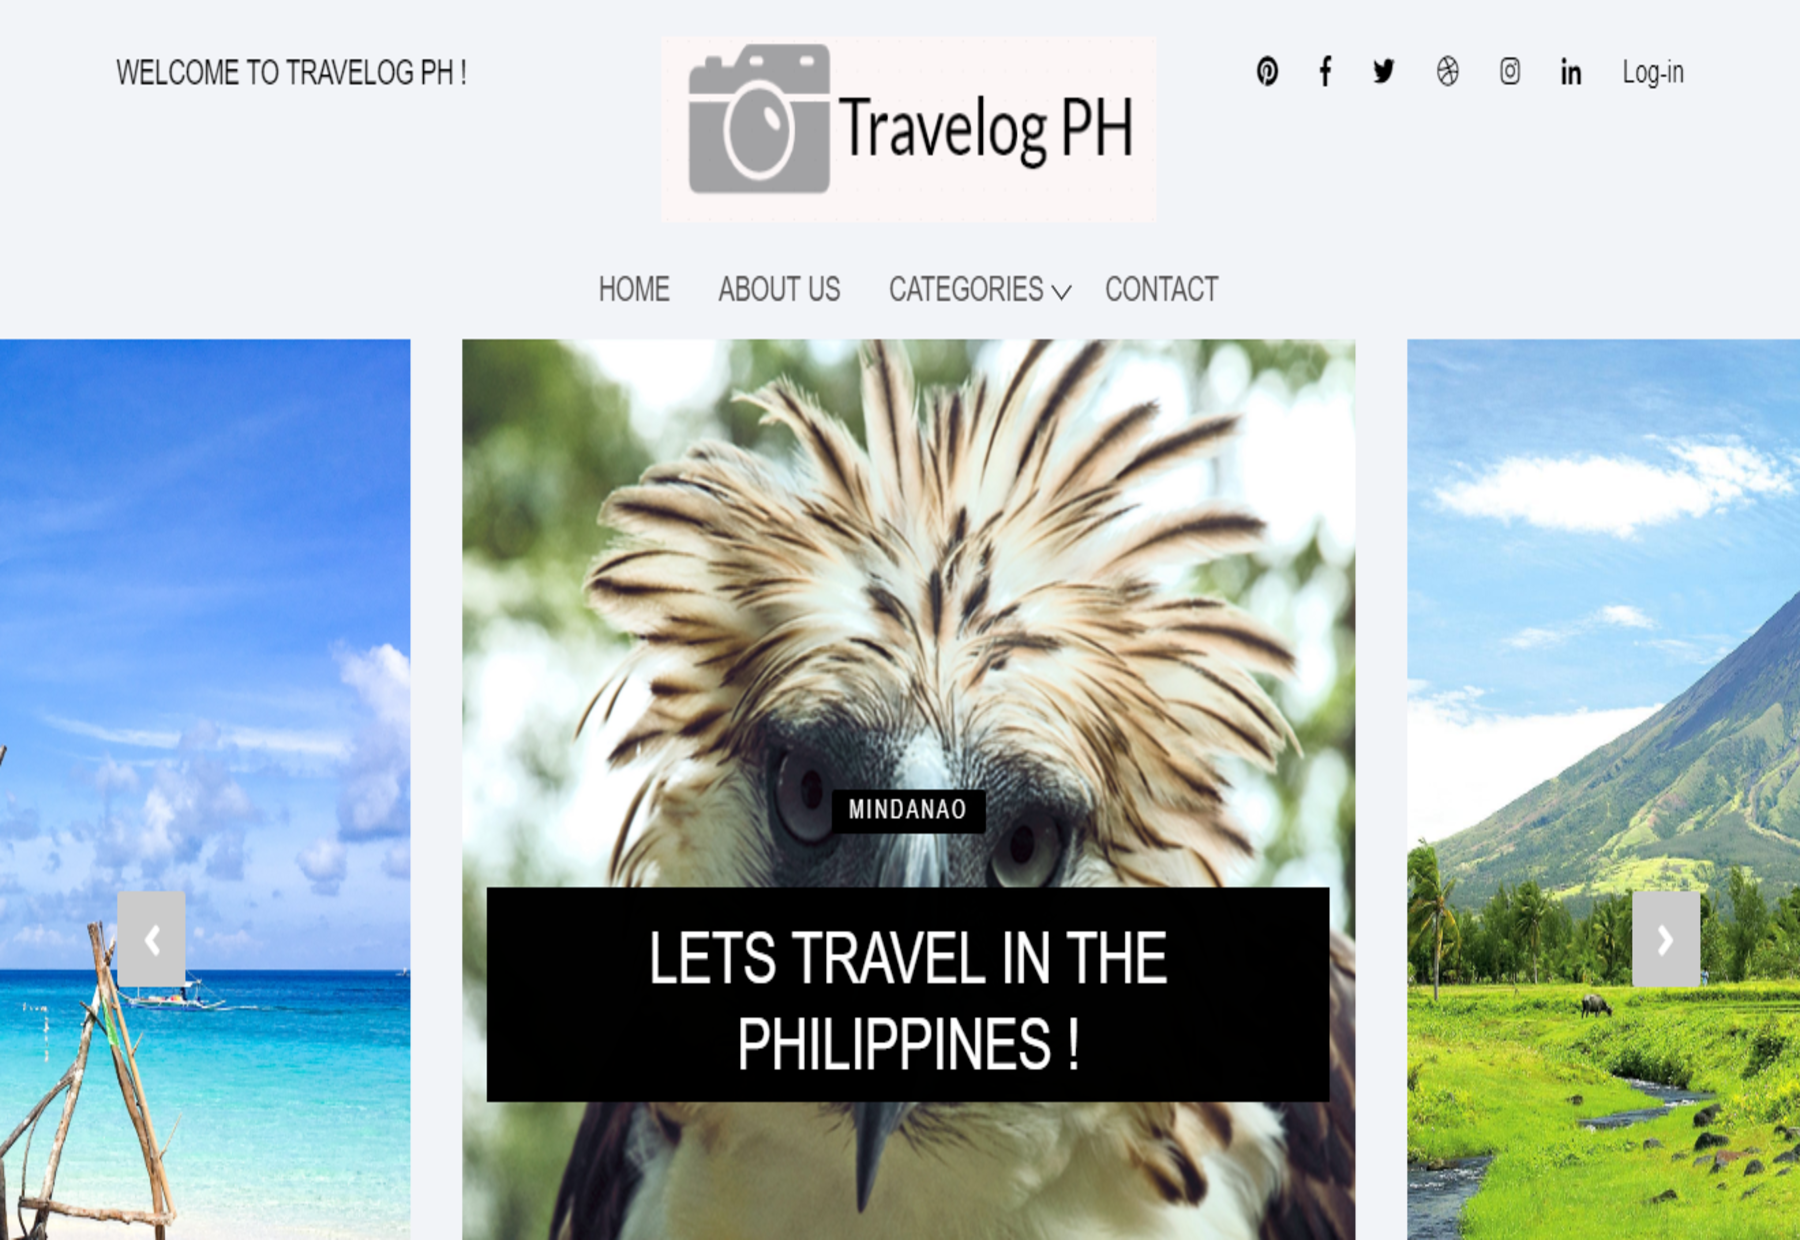 WELCOME TO TRAVELOG PH !
Travelog PH
Log-in
HOME ABOUT US CATEGORIES CONTACT
MINDANAO
LETS TRAVEL IN THE
PHILIPPINES !